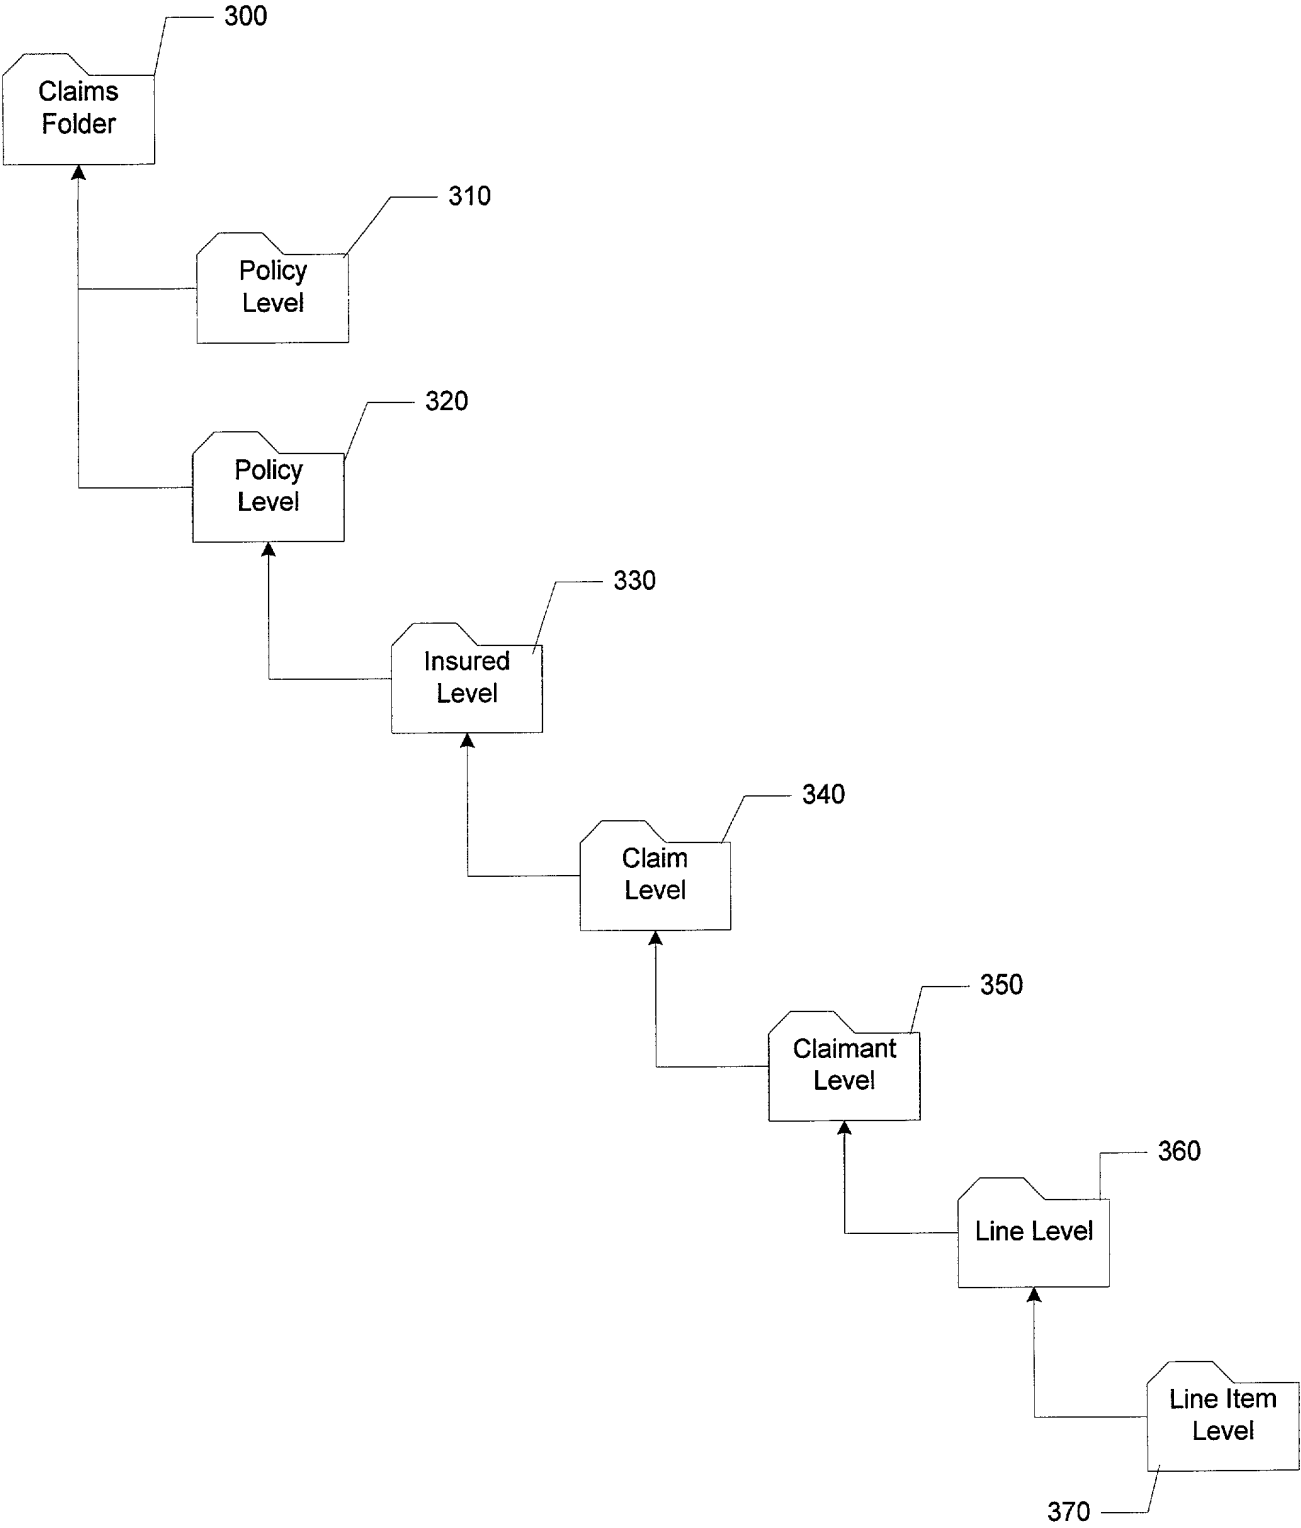 300
Claims
Folder
310
Policy
Level
320
Policy
Level
330
Insured
Level
340
Claim
Level
350
Claimant
Level
360
Line Level
Line Item
Level
370